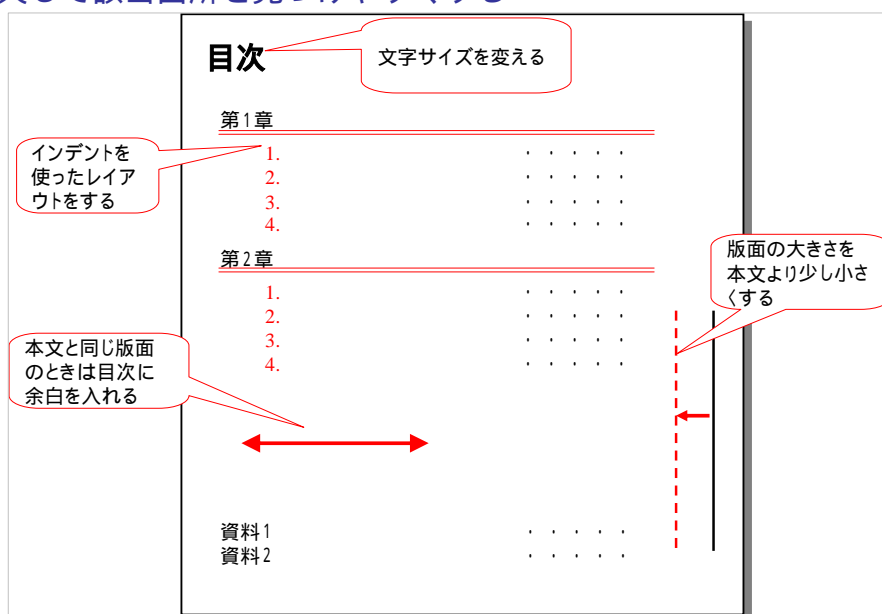 目次
文字サイズを変える
第1章
インデントを
使ったレイア
ウトをする
1. ・・・・・
2. ・・・・・
3. ・・・・・
4. ・・・・・
第2章
版面の大きさを
本文より少し小さ
くする
1. ・・・・・
2. ・・・・・
3. ・・・・・
4. ・・・・・
本文と同じ版面
のときは目次に
余白を入れる
資料1 ・・・・・
資料2 ・・・・・